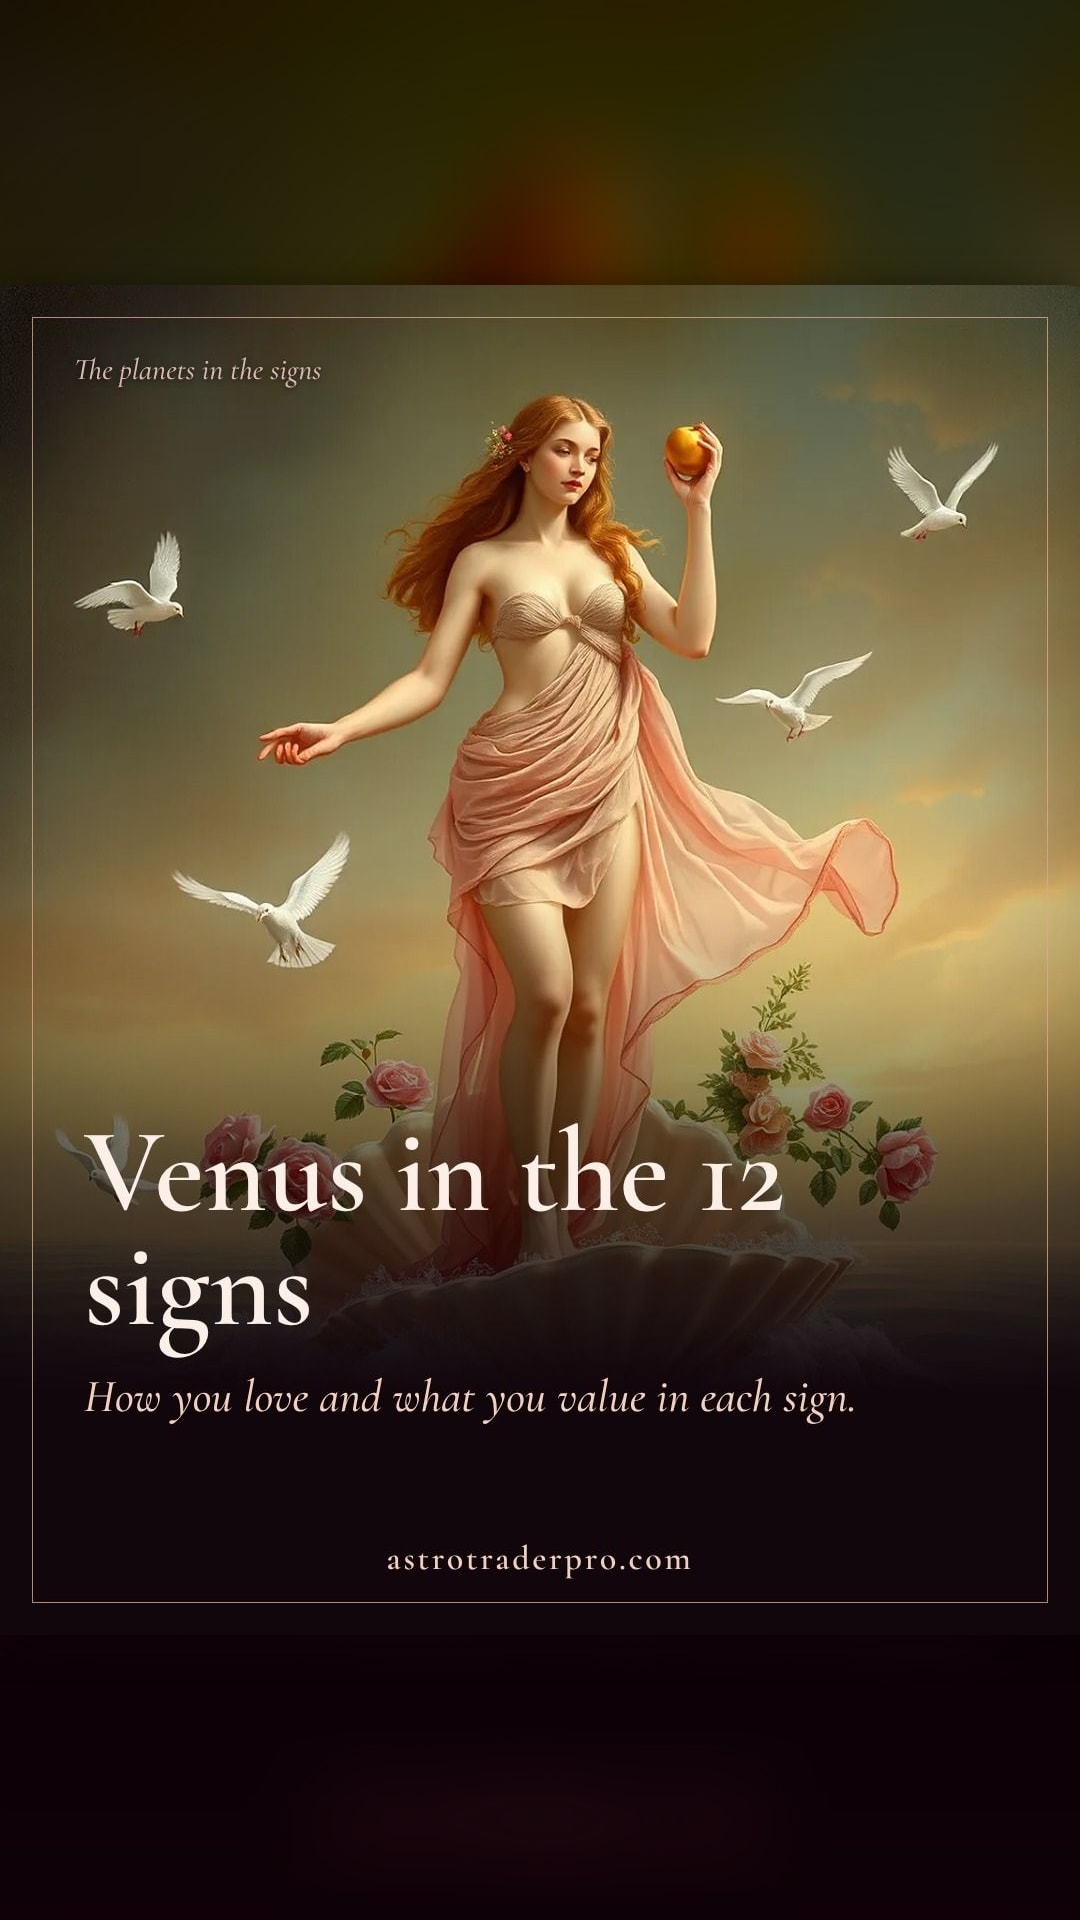 The planets in the signs
Venus in the 12
signs
How you love and what you value in each sign.
astrotraderpro.com